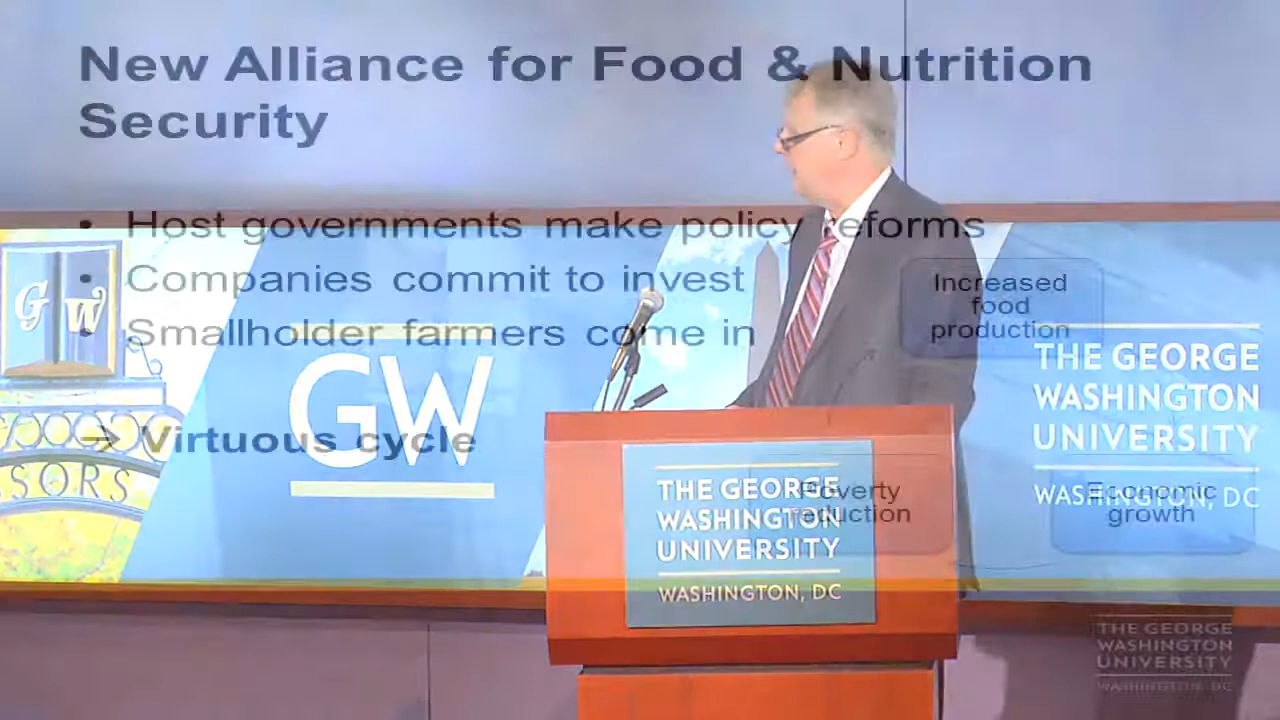 New Alliance for Food & Nutrition
Security
• Host governments make policy reforms
• Companies commit to invest
• Smallholder farmers come in
→ Virtuous cycle
Increased
food
production
Poverty
reduction
Economic
growth
G W
SORS
GW
THE GEORGE
WASHINGTON
UNIVERSITY
WASHINGTON, DC
THE GEORGE
WASHINGTON
UNIVERSITY
WASHINGTON, DC
THE GEORGE
WASHINGTON
UNIVERSITY
WASHINGTON, DC